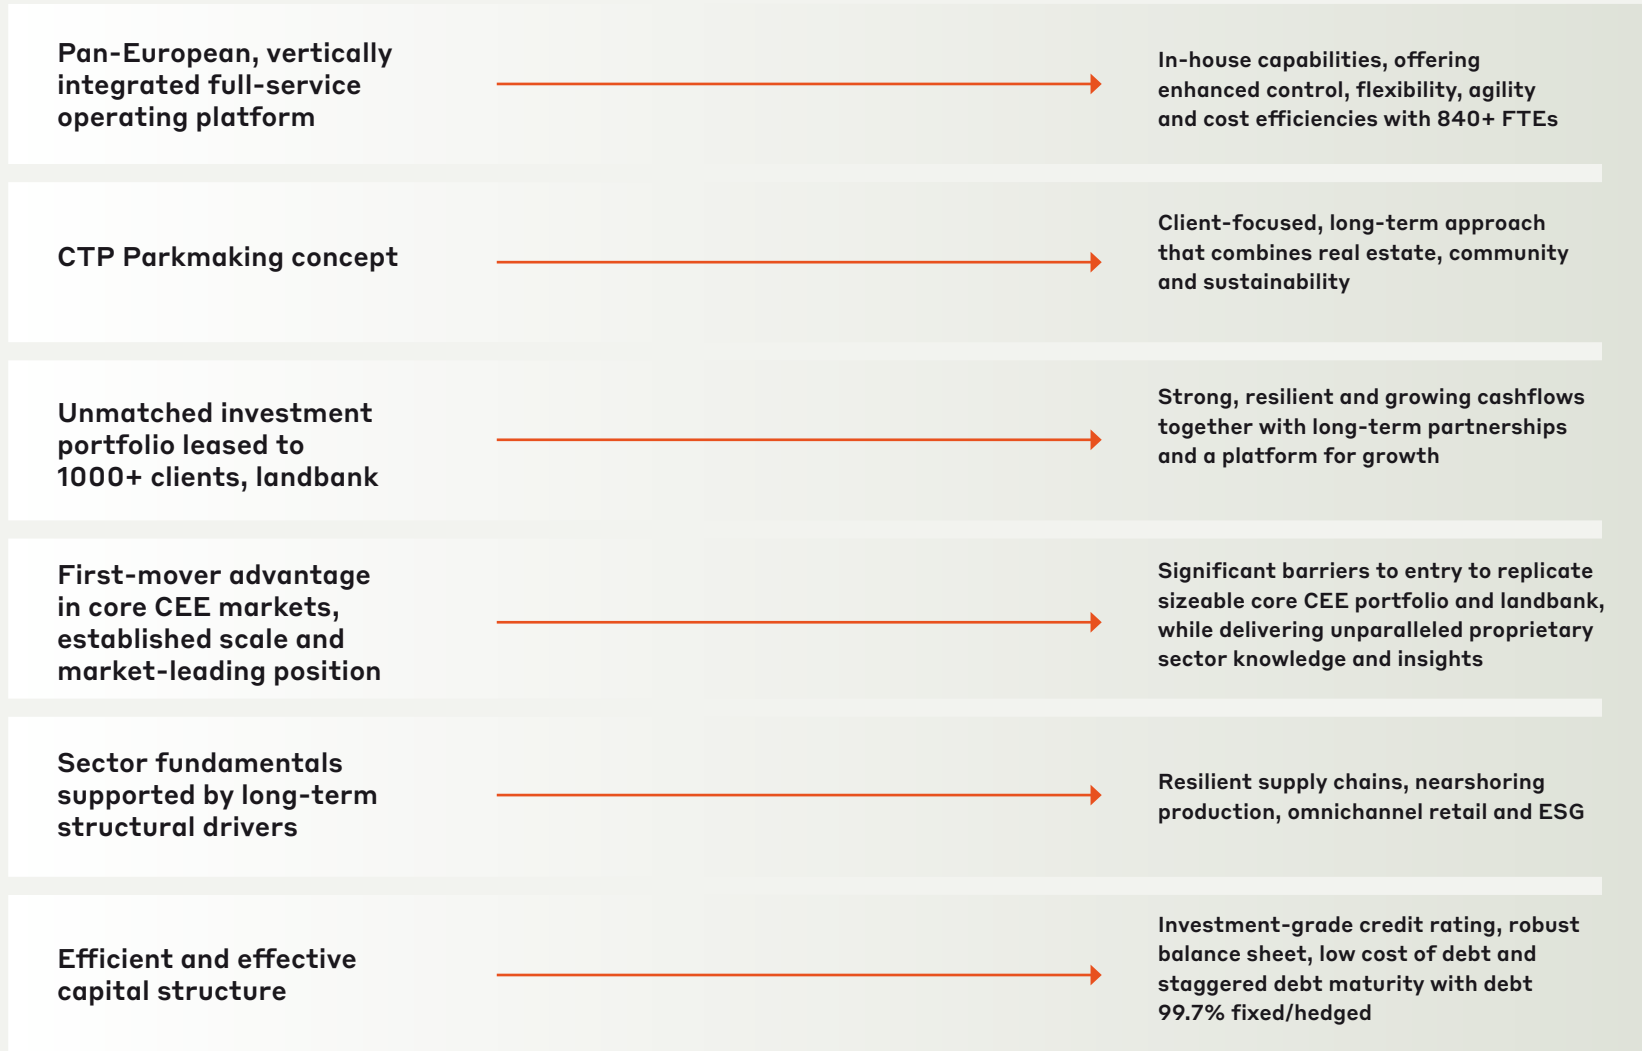 Pan-European, vertically
integrated full-service
operating platform
In-house capabilities, offering
enhanced control, flexibility, agility
and cost efficiencies with 840+ FTEs
CTP Parkmaking concept
Client-focused, long-term approach
that combines real estate, community
and sustainability
Unmatched investment
portfolio leased to
1000+ clients, landbank
Strong, resilient and growing cashflows
together with long-term partnerships
and a platform for growth
First-mover advantage
in core CEE markets,
established scale and
market-leading position
Significant barriers to entry to replicate
sizeable core CEE portfolio and landbank,
while delivering unparalleled proprietary
sector knowledge and insights
Sector fundamentals
supported by long-term
structural drivers
Resilient supply chains, nearshoring
production, omnichannel retail and ESG
Efficient and effective
capital structure
Investment-grade credit rating, robust
balance sheet, low cost of debt and
staggered debt maturity with debt
99.7% fixed/hedged